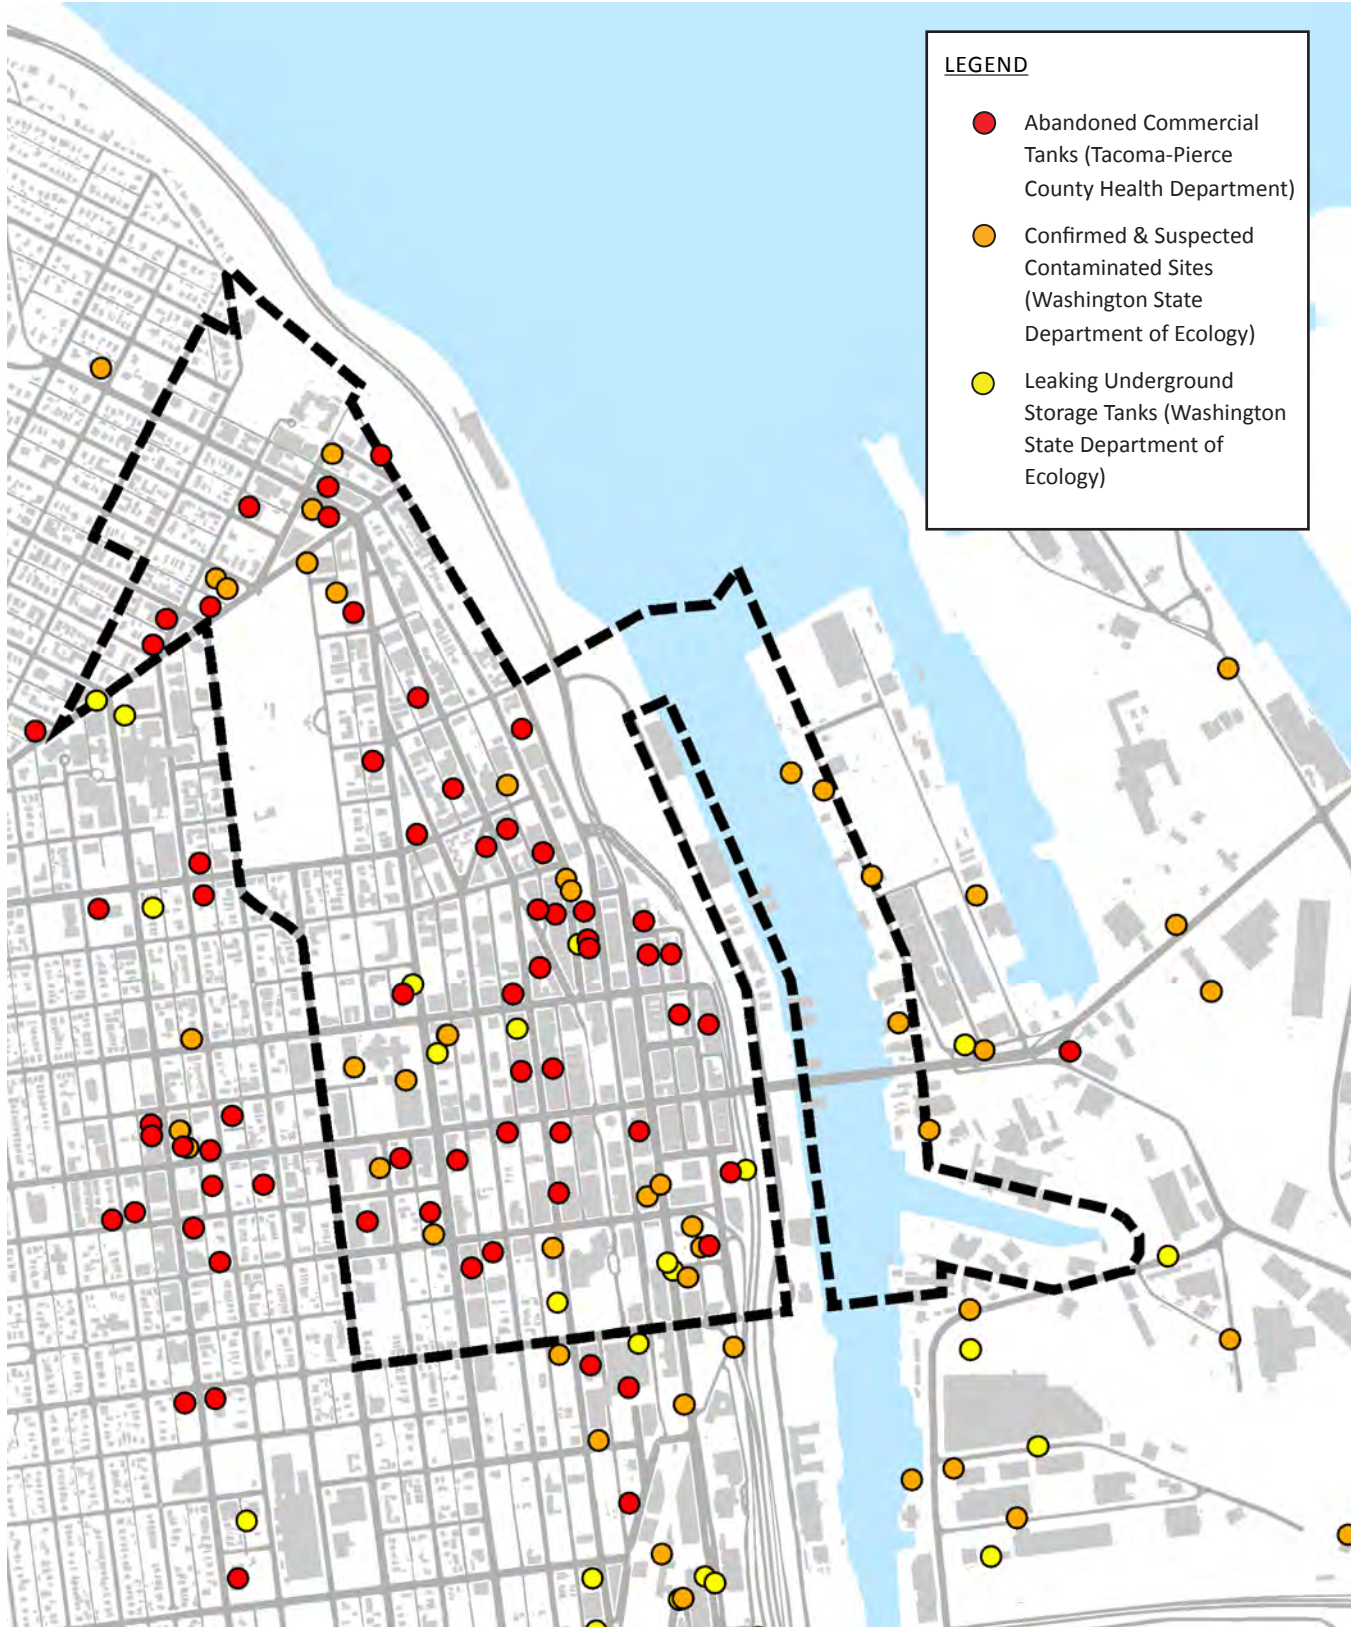 LEGEND
Abandoned Commercial
Tanks (Tacoma-Pierce
County Health Department)
Confirmed & Suspected
Contaminated Sites
(Washington State
Department of Ecology)
Leaking Underground
Storage Tanks (Washington
State Department of
Ecology)